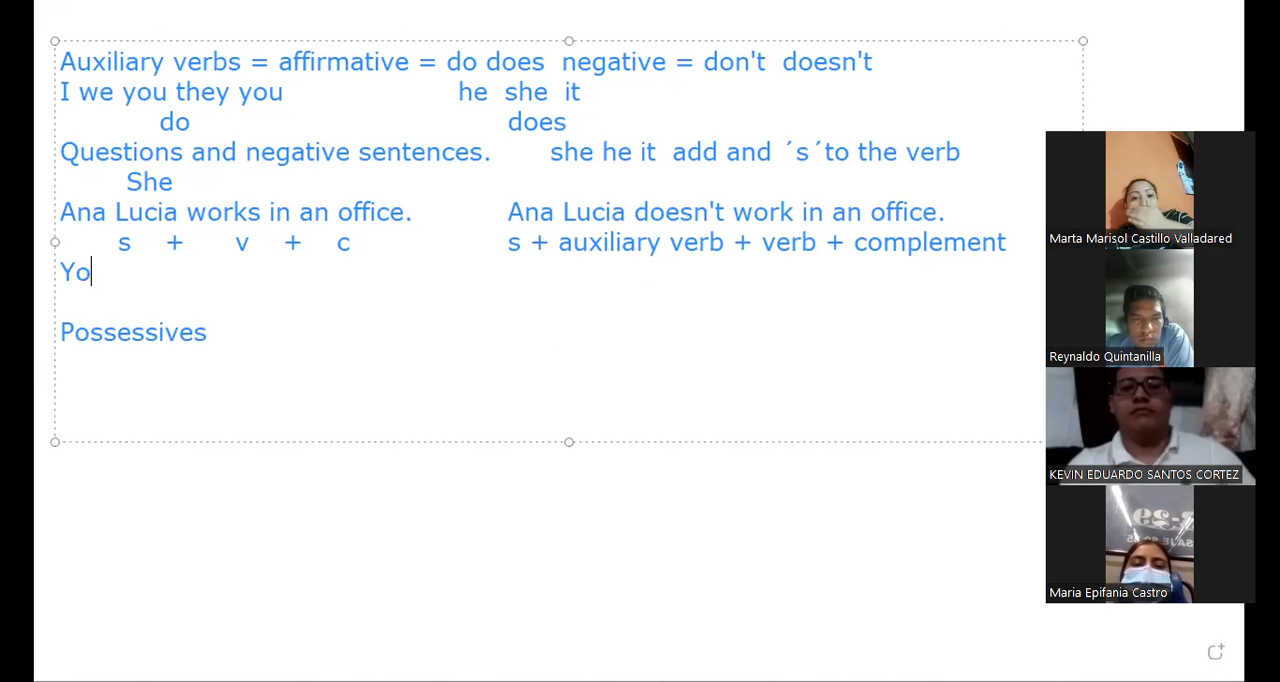 Auxiliary verbs = affirmative = do does negative = don't doesn't
I we you they you he she it
do does
Questions and negative sentences. she he it add and ´s´to the verb
She
Ana Lucia works in an office. Ana Lucia doesn't work in an office.
s + v + c s + auxiliary verb + verb + complement
Yo
Possessives
Marta Marisol Castillo Valladared
Reynaldo Quintanilla
KEVIN EDUARDO SANTOS CORTEZ
Maria Epifania Castro